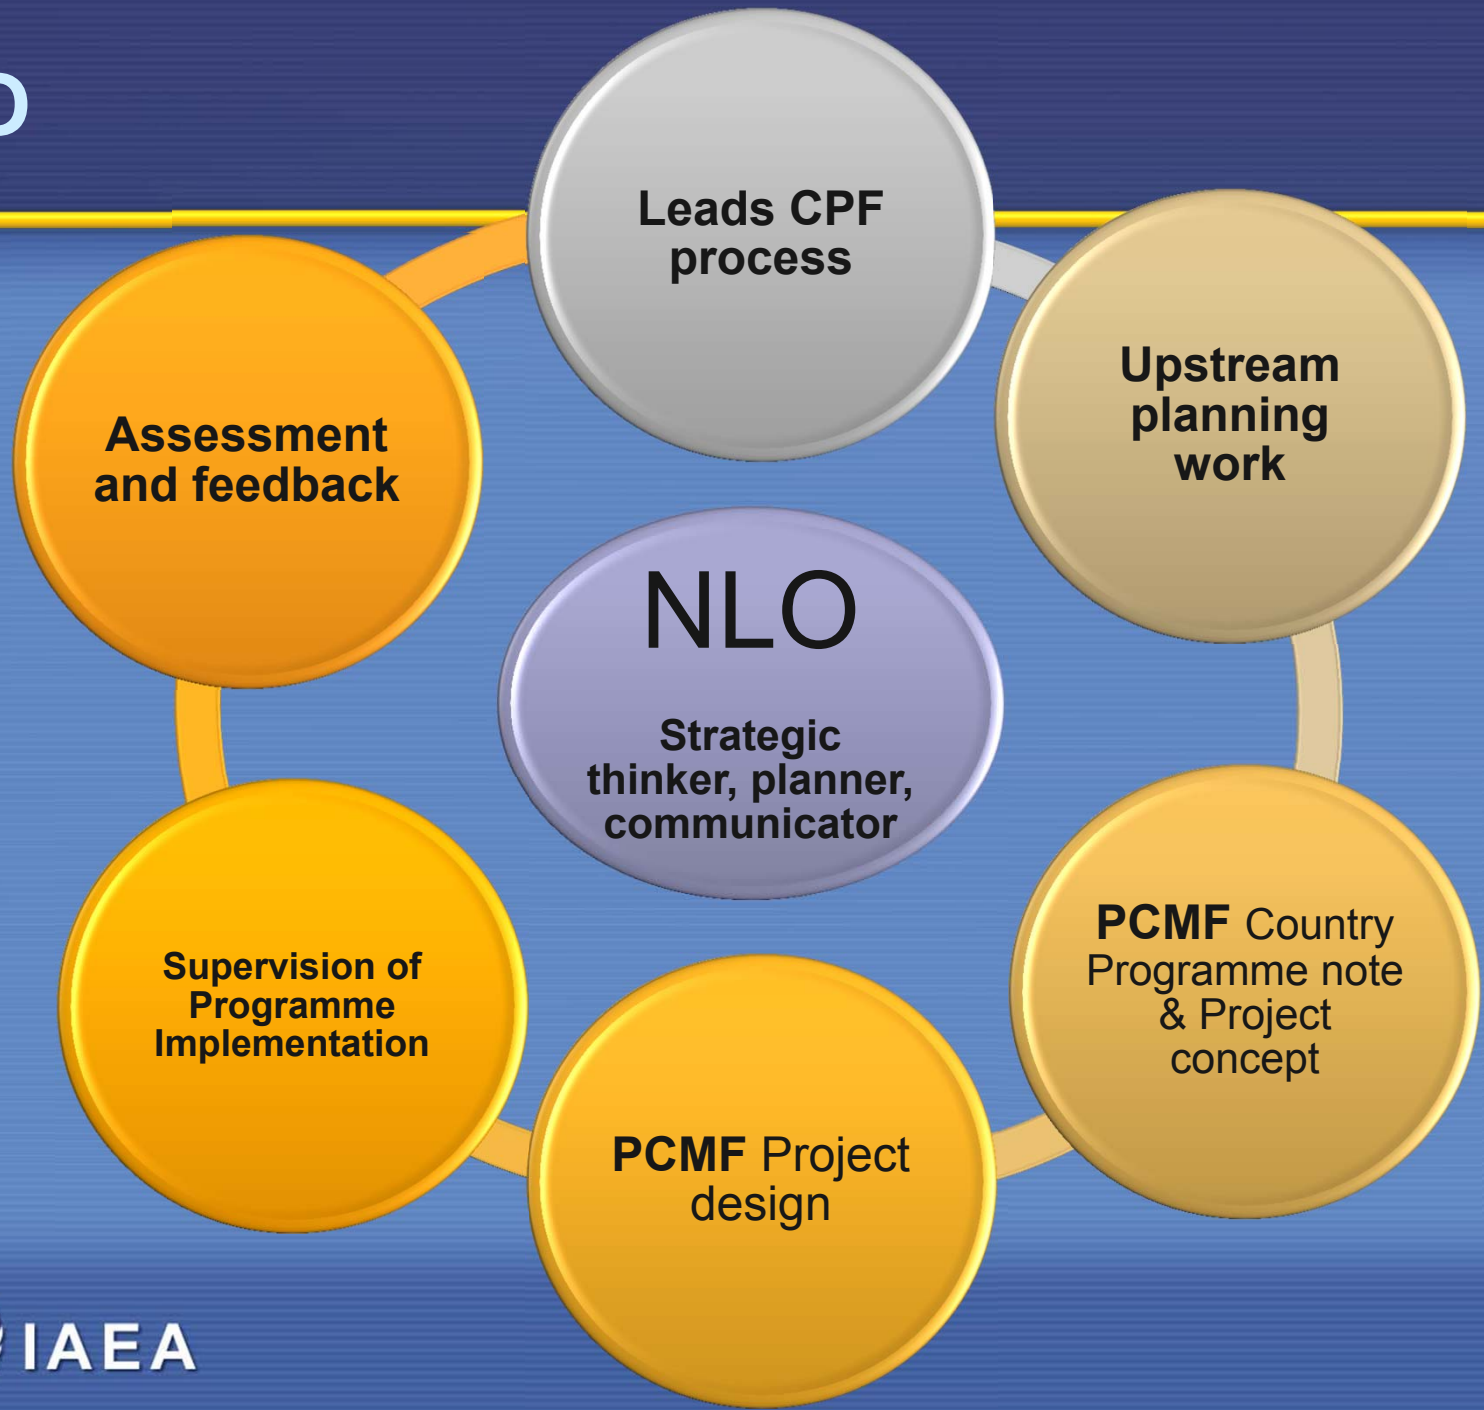 Leads CPF
process
Upstream
planning
work
PCMF Country
Programme note
& Project
concept
PCMF Project
design
Supervision of
Programme
Implementation
Assessment
and feedback
NLO
Strategic
thinker, planner,
communicator
IAEA